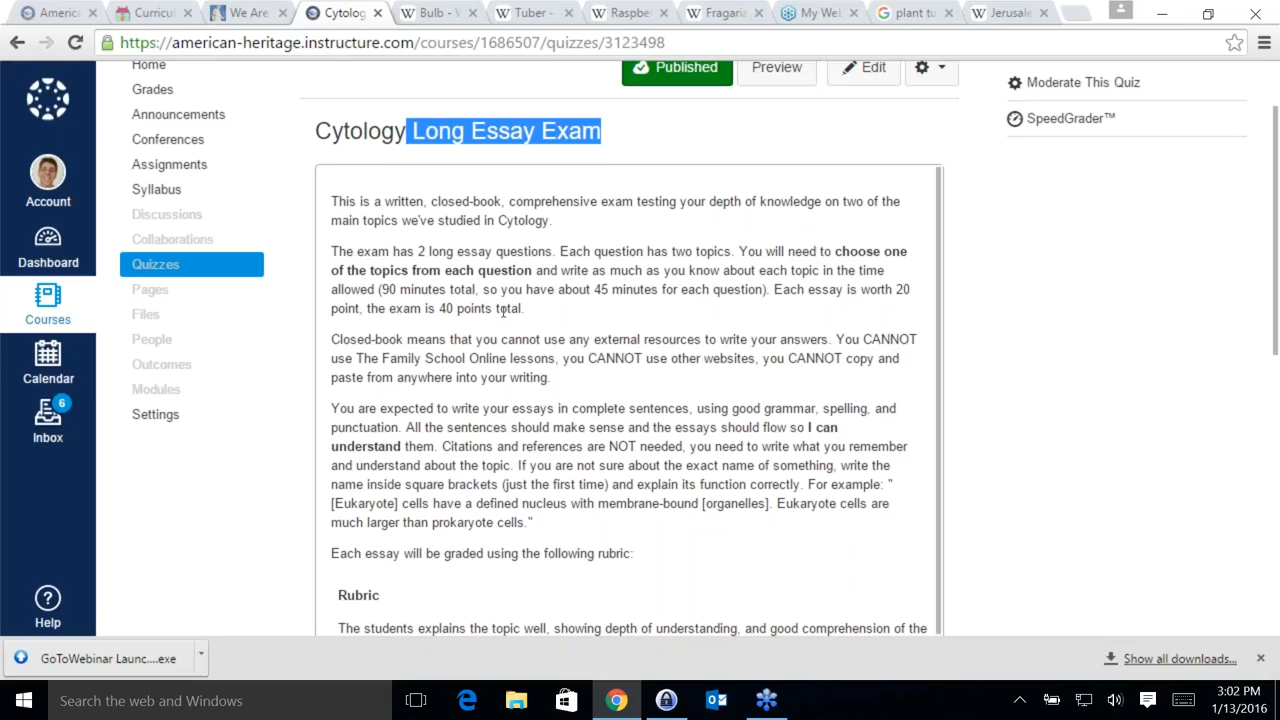 America
Curricul
We Are
Cytolog
Bulb - W
Tuber -
Raspbe
Fragaria
My We
plant tu
Jerusale
https://american-heritage.instructure.com/courses/1686507/quizzes/3123498
Account
Dashboard
Courses
Calendar
6
Inbox
Help
Home
Grades
Announcements
Conferences
Assignments
Syllabus
Discussions
Collaborations
Quizzes
Pages
Files
People
Outcomes
Modules
Settings
Published
Preview
Edit
Moderate This Quiz
SpeedGrader™
Cytology Long Essay Exam
This is a written, closed-book, comprehensive exam testing your depth of knowledge on two of the
main topics we've studied in Cytology.
The exam has 2 long essay questions. Each question has two topics. You will need to choose one
of the topics from each question and write as much as you know about each topic in the time
allowed (90 minutes total, so you have about 45 minutes for each question). Each essay is worth 20
point, the exam is 40 points total.
Closed-book means that you cannot use any external resources to write your answers. You CANNOT
use The Family School Online lessons, you CANNOT use other websites, you CANNOT copy and
paste from anywhere into your writing.
You are expected to write your essays in complete sentences, using good grammar, spelling, and
punctuation. All the sentences should make sense and the essays should flow so I can
understand them. Citations and references are NOT needed, you need to write what you remember
and understand about the topic. If you are not sure about the exact name of something, write the
name inside square brackets (just the first time) and explain its function correctly. For example: "
[Eukaryote] cells have a defined nucleus with membrane-bound [organelles]. Eukaryote cells are
much larger than prokaryote cells."
Each essay will be graded using the following rubric:
Rubric
The students explains the topic well, showing depth of understanding, and good comprehension of the
GoToWebinar Launc....exe
Show all downloads...
Search the web and Windows
3:02 PM
1/13/2016